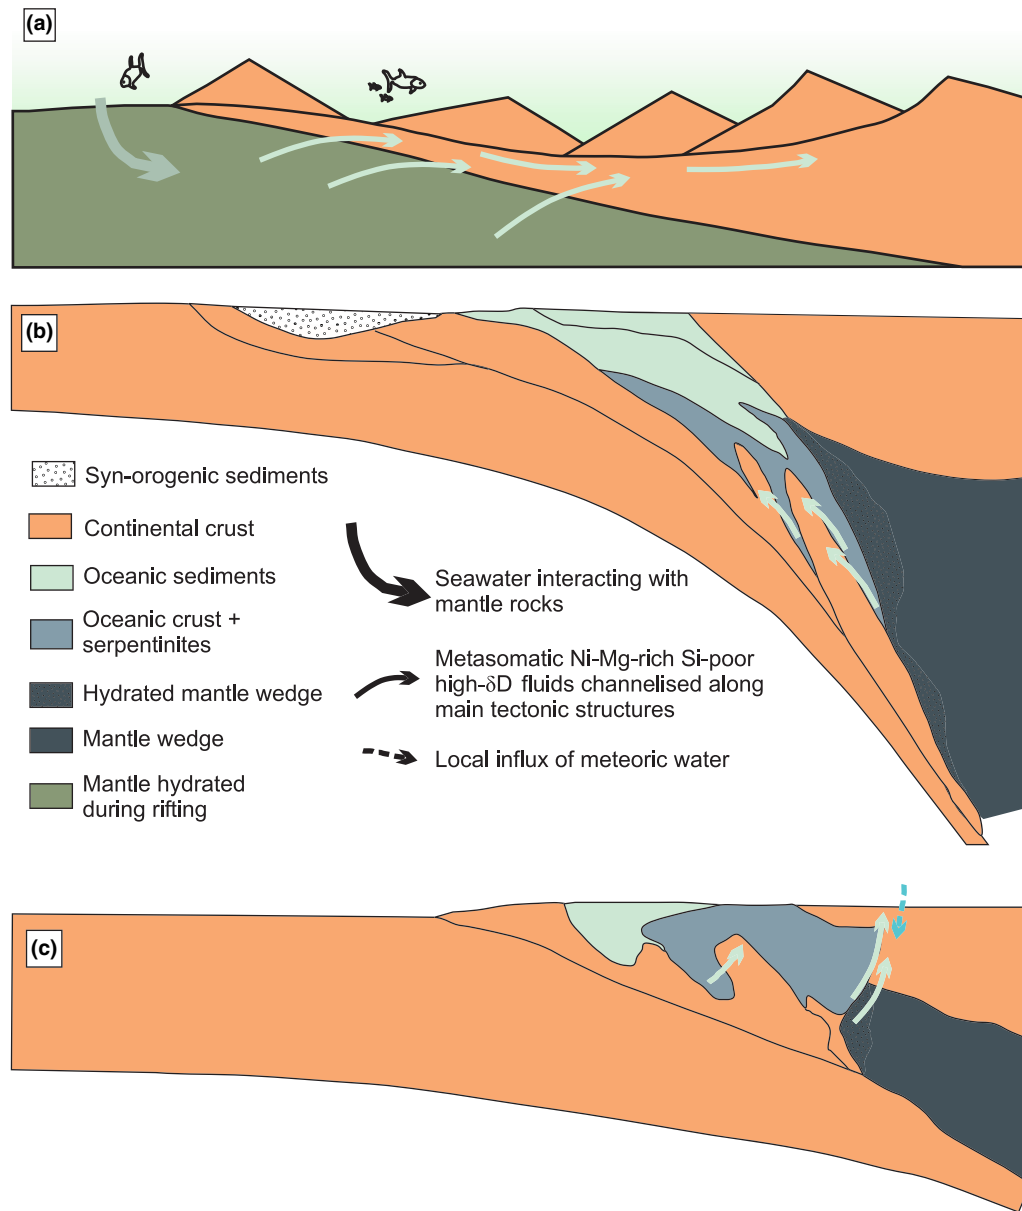 (a)
(b)
Syn-orogenic sediments
Continental crust
Oceanic sediments
Oceanic crust +
serpentinites
Hydrated mantle wedge
Mantle wedge
Mantle hydrated
during rifting
Seawater interacting with
mantle rocks
Metasomatic Ni-Mg-rich Si-poor
high-δD fluids channelised along
main tectonic structures
Local influx of meteoric water
(c)